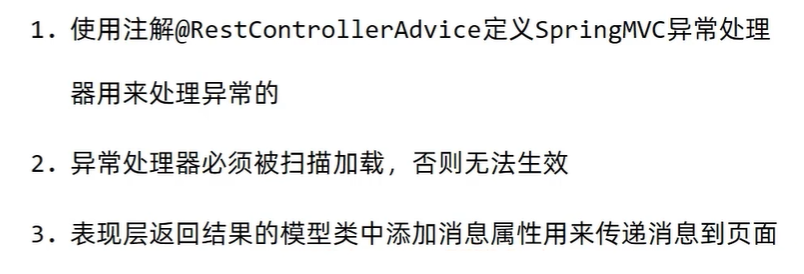 1. 使用注解@RestControllerAdvice定义SpringMVC异常处理
器用来处理异常的
2. 异常处理器必须被扫描加载，否则无法生效
3. 表现层返回结果的模型类中添加消息属性用来传递消息到页面